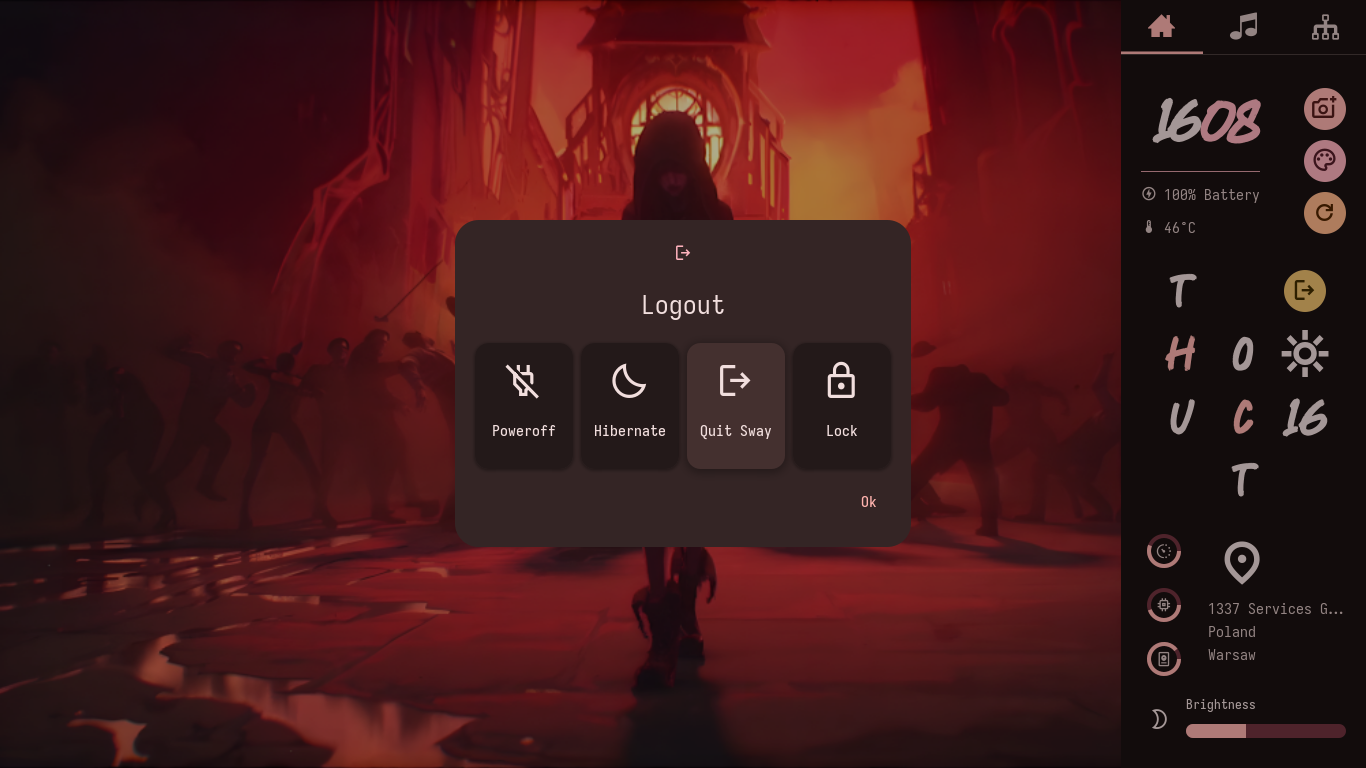 1608
100% Battery
46°C
T
H O
U C 16
T
Logout
Poweroff Hibernate Quit Sway Lock
Ok
1337 Services G...
Poland
Warsaw
Brightness